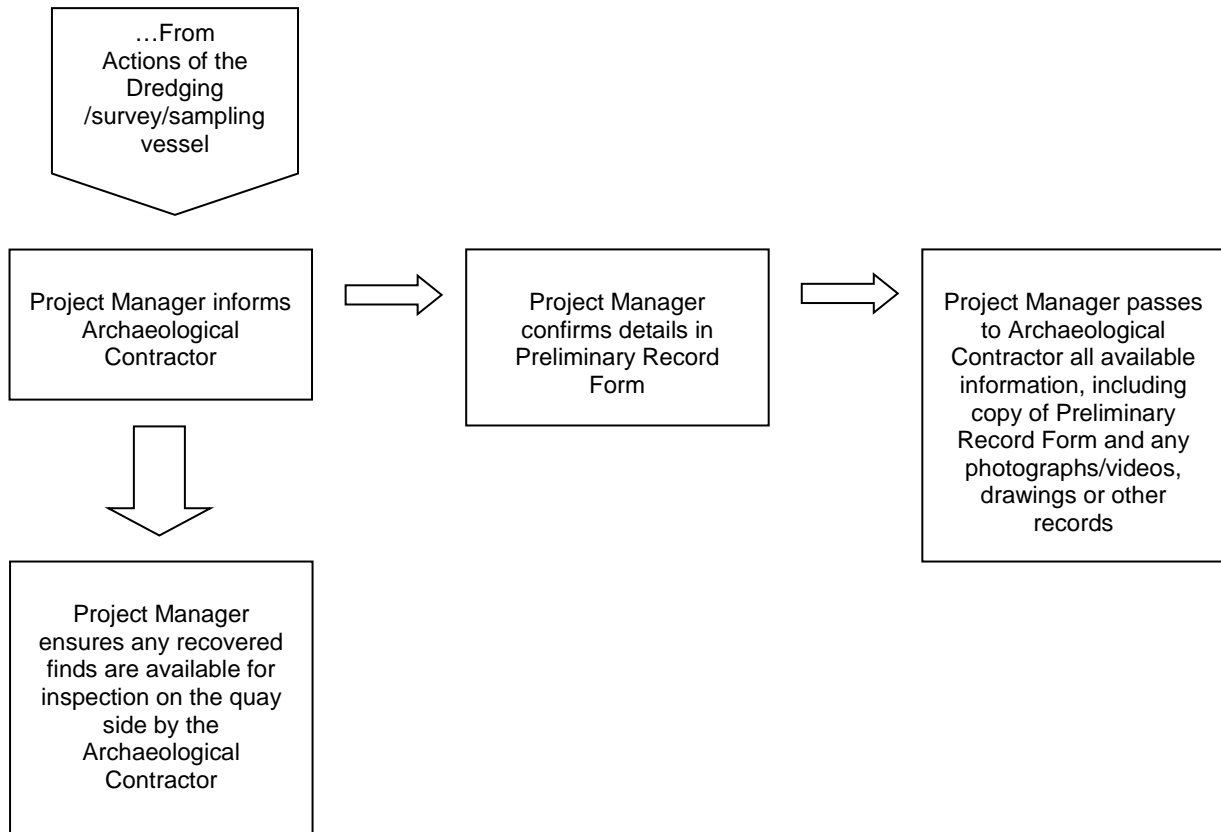 …From
Actions of the
Dredging
/survey/sampling
vessel
Project Manager informs
Archaeological
Contractor
Project Manager
confirms details in
Preliminary Record
Form
Project Manager passes
to Archaeological
Contractor all available
information, including
copy of Preliminary
Record Form and any
photographs/videos,
drawings or other
records
Project Manager
ensures any recovered
finds are available for
inspection on the quay
side by the
Archaeological
Contractor